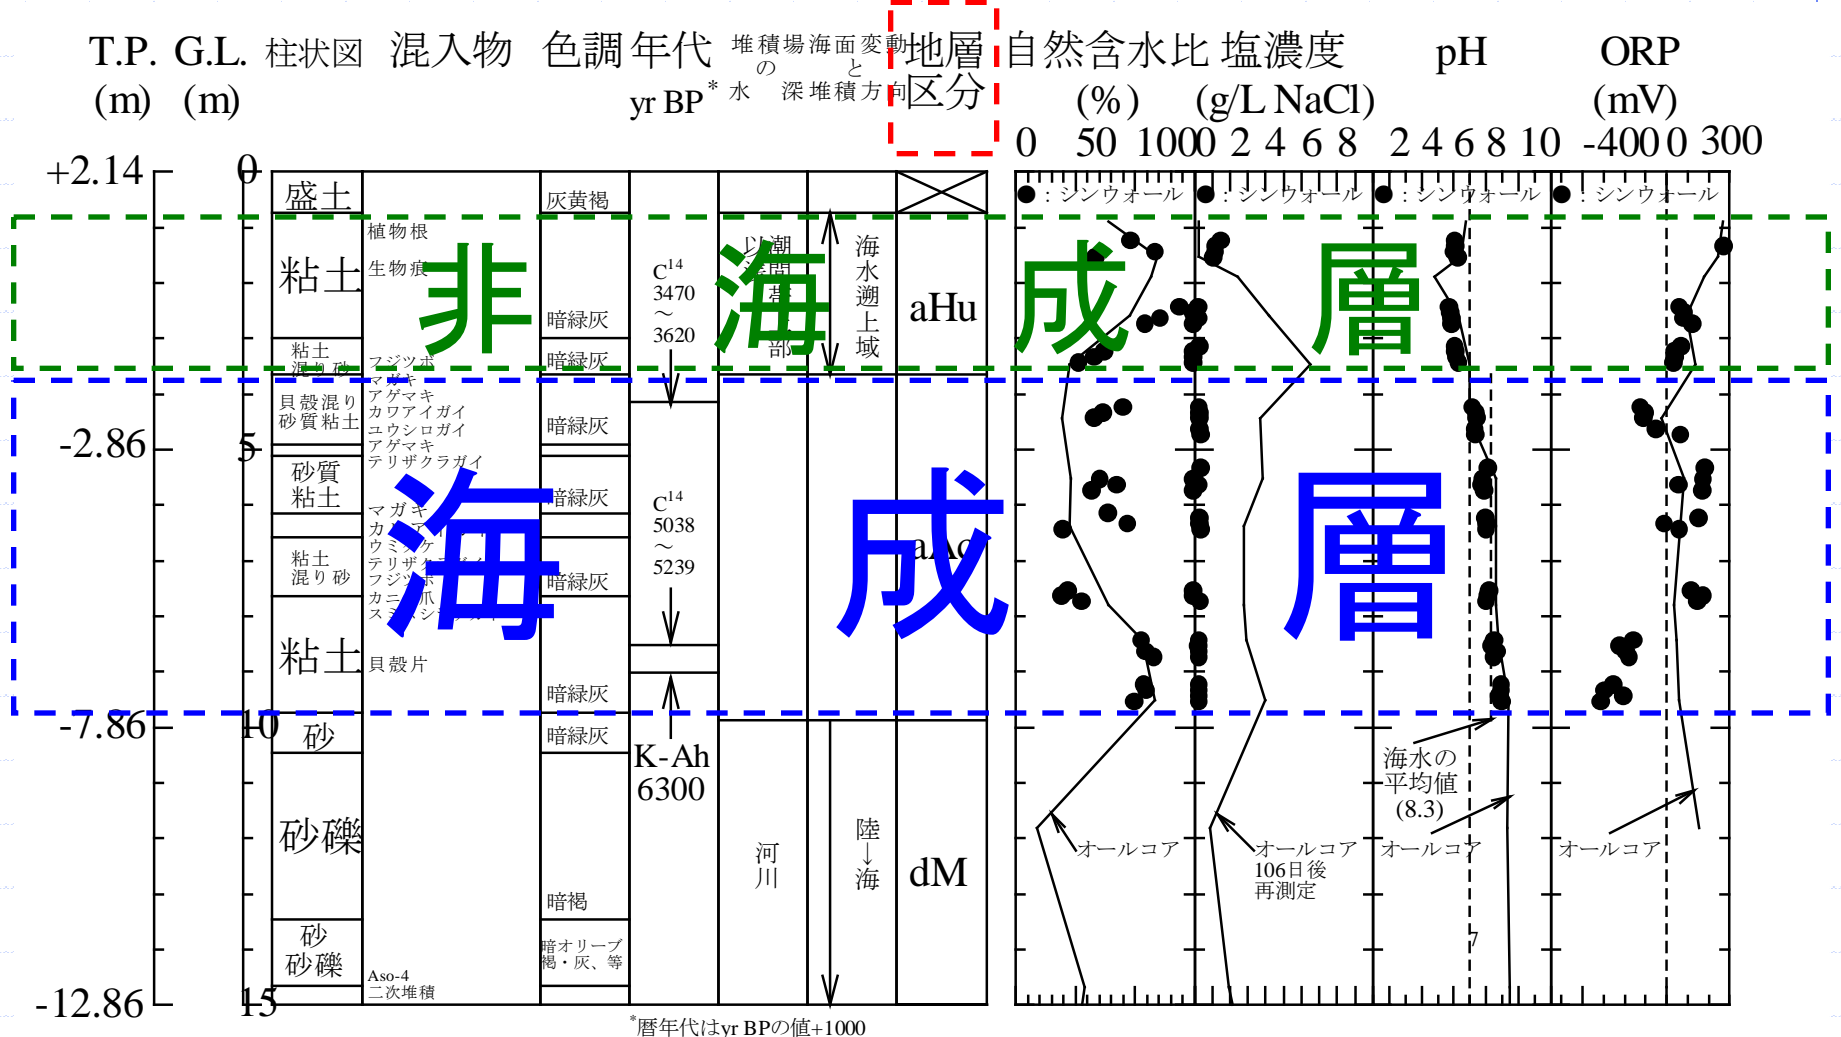 T.P.
(m)
G.L.
(m)
柱状図
混入物
色調
年代
yr BP*
堆積場
の
水 深
海面変動
と
堆積方向
地層
区分
自然含水比
(%)
0 50 100
塩濃度
(g/L NaCl)
0 2 4 6 8
pH
2 4 6 8 10
ORP
(mV)
-400 0 300
+2.14
-2.86
-7.86
-12.86
0
5
10
15
盛土
粘土
粘土
混り砂
貝殻混り
砂質粘土
砂質
粘土
粘土
混り砂
粘土
砂
砂礫
砂
砂礫
植物根
生物痕
フジツボ
マガキ
アゲマキ
カワアイガイ
ユウシロガイ
アゲマキ
テリザクラガイ
マガキ
フジツボ
貝殻片
Aso-4
二次堆積
灰黄褐
暗緑灰
暗緑灰
暗緑灰
暗緑灰
暗緑灰
暗緑灰
暗緑灰
暗褐
暗オリーブ
褐・灰、等
C14
3470
～
3620
C14
5038
～
5239
K-Ah
6300
河川
海水遡上域
陸→海
aHu
dM
●:シンウォール
●:シンウォール
●:シンウォール
●:シンウォール
非海成層
海成層
オールコア
オールコア
106日後
再測定
海水の
平均値
(8.3)
オールコア
7
オールコア
*暦年代はyr BPの値+1000